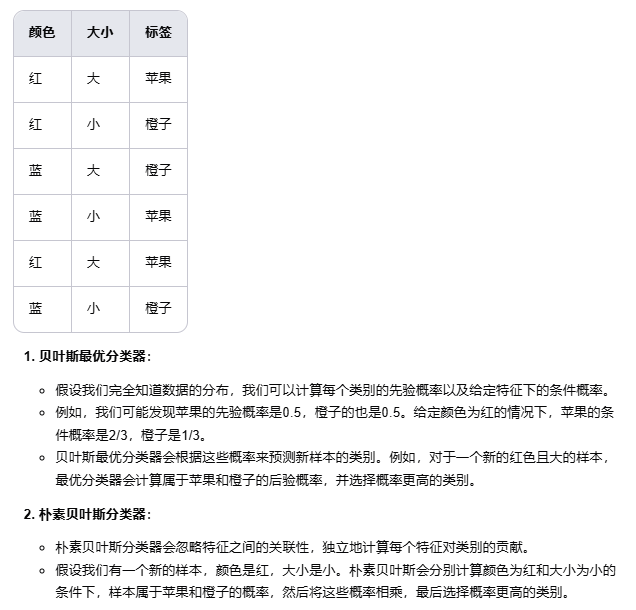 颜色 大小 标签
红 大 苹果
红 小 橙子
蓝 大 橙子
蓝 小 苹果
红 大 苹果
蓝 小 橙子
1. 贝叶斯最优分类器：
假设我们完全知道数据的分布，我们可以计算每个类别的先验概率以及给定特征下的条件概率。
例如，我们可能发现苹果的先验概率是0.5，橙子的也是0.5。给定颜色为红的情况下，苹果的条
件概率是2/3，橙子是1/3。
贝叶斯最优分类器会根据这些概率来预测新样本的类别。例如，对于一个新的红色且大的样本，
最优分类器会计算属于苹果和橙子的后验概率，并选择概率更高的类别。
2. 朴素贝叶斯分类器：
朴素贝叶斯分类器会忽略特征之间的关联性，独立地计算每个特征对类别的贡献。
假设我们有一个新的样本，颜色是红，大小是小。朴素贝叶斯会分别计算颜色为红和大小为小的
条件下，样本属于苹果和橙子的概率，然后将这些概率相乘，最后选择概率更高的类别。